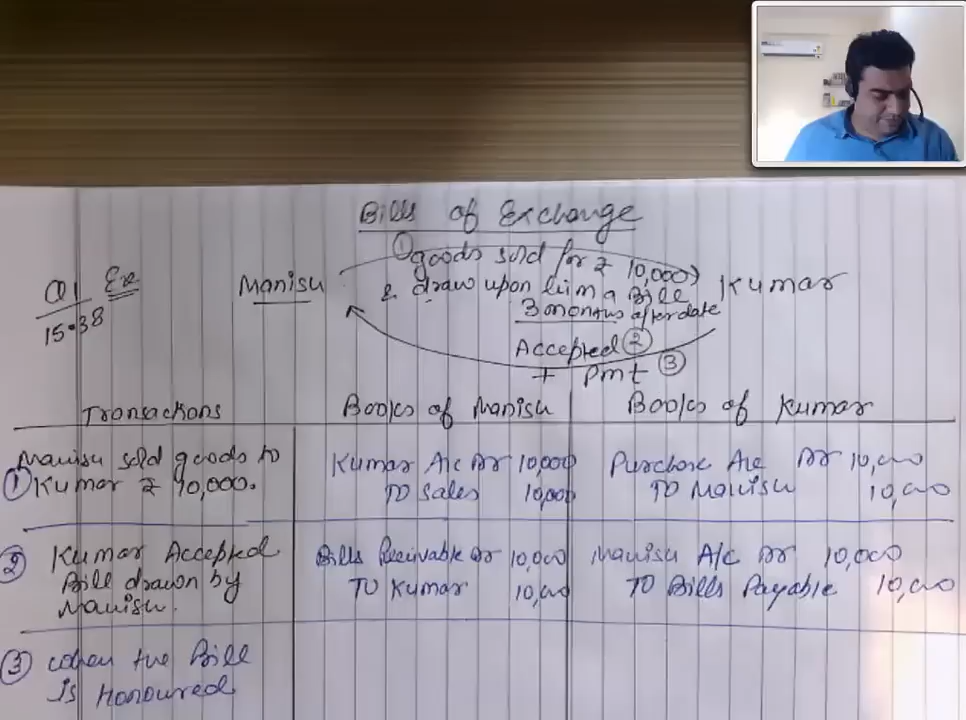 Bills of Exchange
Q1 Ex
15.38
Manish
① goods sold for ₹ 10,000
& draw upon him a Bill
3 months after date
Kumar
Accepted ②
+ Pmt ③
Transactions Books of Manish Books of Kumar
Manish sold goods to
① Kumar ₹ 10,000.
Kumar A/c Dr 10,000
To Sales 10,000
Purchase A/c Dr 10,000
To Manish 10,000
② Kumar Accepted
Bill drawn by
Manish.
Bills Receivable Dr 10,000
To Kumar 10,000
Manish A/c Dr 10,000
To Bills Payable 10,000
③ When the Bill
is Honoured